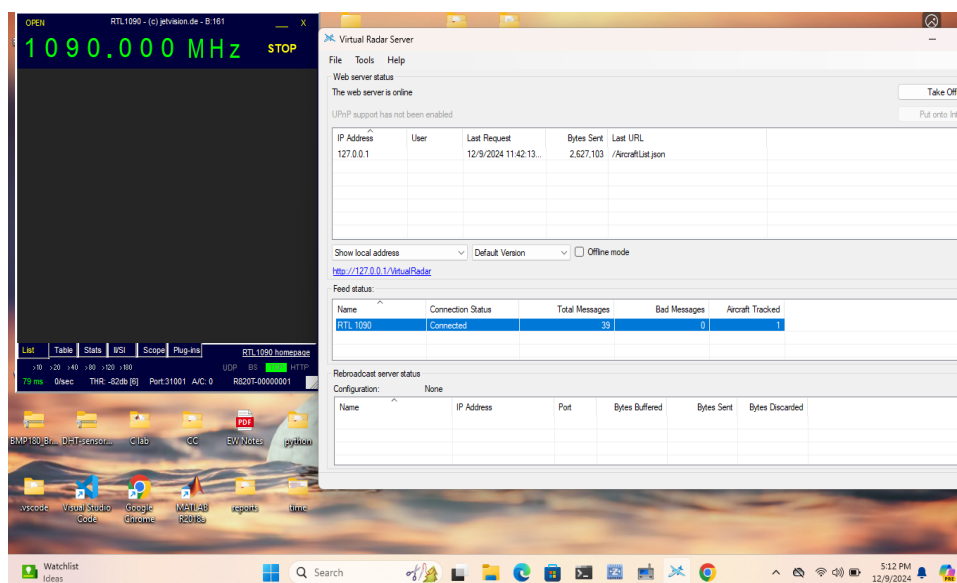 OPEN
RTL1090 - (c) jetvision.de - B:161
X
1090.000 MHz
STOP
List
Table
Stats
I/SI
Scope
Plug-ins
RTL1090 homepage
>10 >20 >40 >80 >120 >180
UDP BS
HTTP
79 ms 0/sec THR: -82db [6] Port:31001 A/C: 0 R820T-00000001
Virtual Radar Server
File Tools Help
Web server status
The web server is online
Take Off
UPnP support has not been enabled
Put onto Int
IP Address User Last Request Bytes Sent Last URL
127.0.0.1 12/9/2024 11:42:13... 2,627,103 /AircraftList.json
Show local address
Default Version
Offline mode
http://127.0.0.1/VirtualRadar
Feed status:
Name Connection Status Total Messages Bad Messages Aircraft Tracked
RTL 1090 Connected 39 0 1
Rebroadcast server status
Configuration: None
Name IP Address Port Bytes Buffered Bytes Sent Bytes Discarded
BMP180_Br...
DHT-sensor...
C lab
CC
PDF
EW Notes
python
.vscode
Visual Studio
Code
Google
Chrome
MATLAB
R2018a
reports
time
Watchlist
Ideas
Search
5:12 PM
12/9/2024
PRE